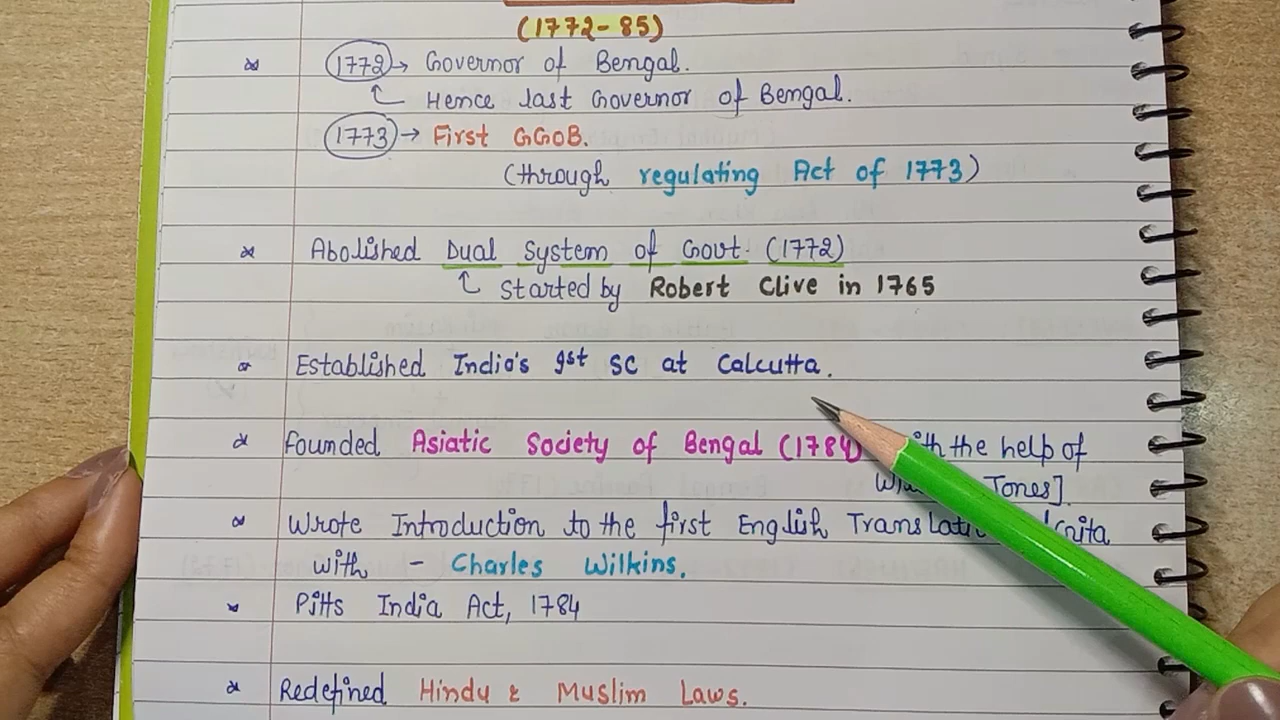 (1772-85)
1772 → Governor of Bengal.
Hence last Governor of Bengal.
1773 → First GGOB.
(through regulating Act of 1773)
Abolished Dual System of Govt. (1772)
Started by Robert Clive in 1765
Established India's 1st SC at Calcutta.
founded Asiatic Society of Bengal (1784) with the help of
Jones].
Wrote Introduction to the first English
with - Charles Wilkins.
Pitts India Act, 1784
Redefined Hindu & Muslim Laws.